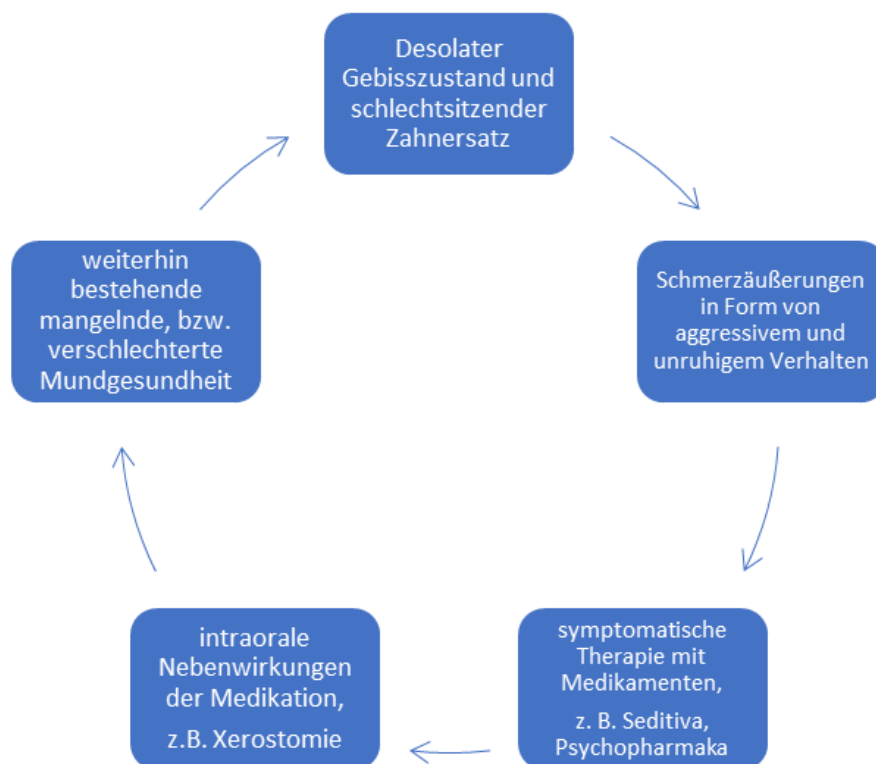 Desolater
Gebisszustand und
schlechtsitzender
Zahnersatz
Schmerzäußerungen
in Form von
aggressivem und
unruhigem Verhalten
symptomatische
Therapie mit
Medikamenten,
z. B. Seditiva,
Psychopharmaka
intraorale
Nebenwirkungen
der Medikation,
z.B. Xerostomie
weiterhin
bestehende
mangelnde, bzw.
verschlechterte
Mundgesundheit